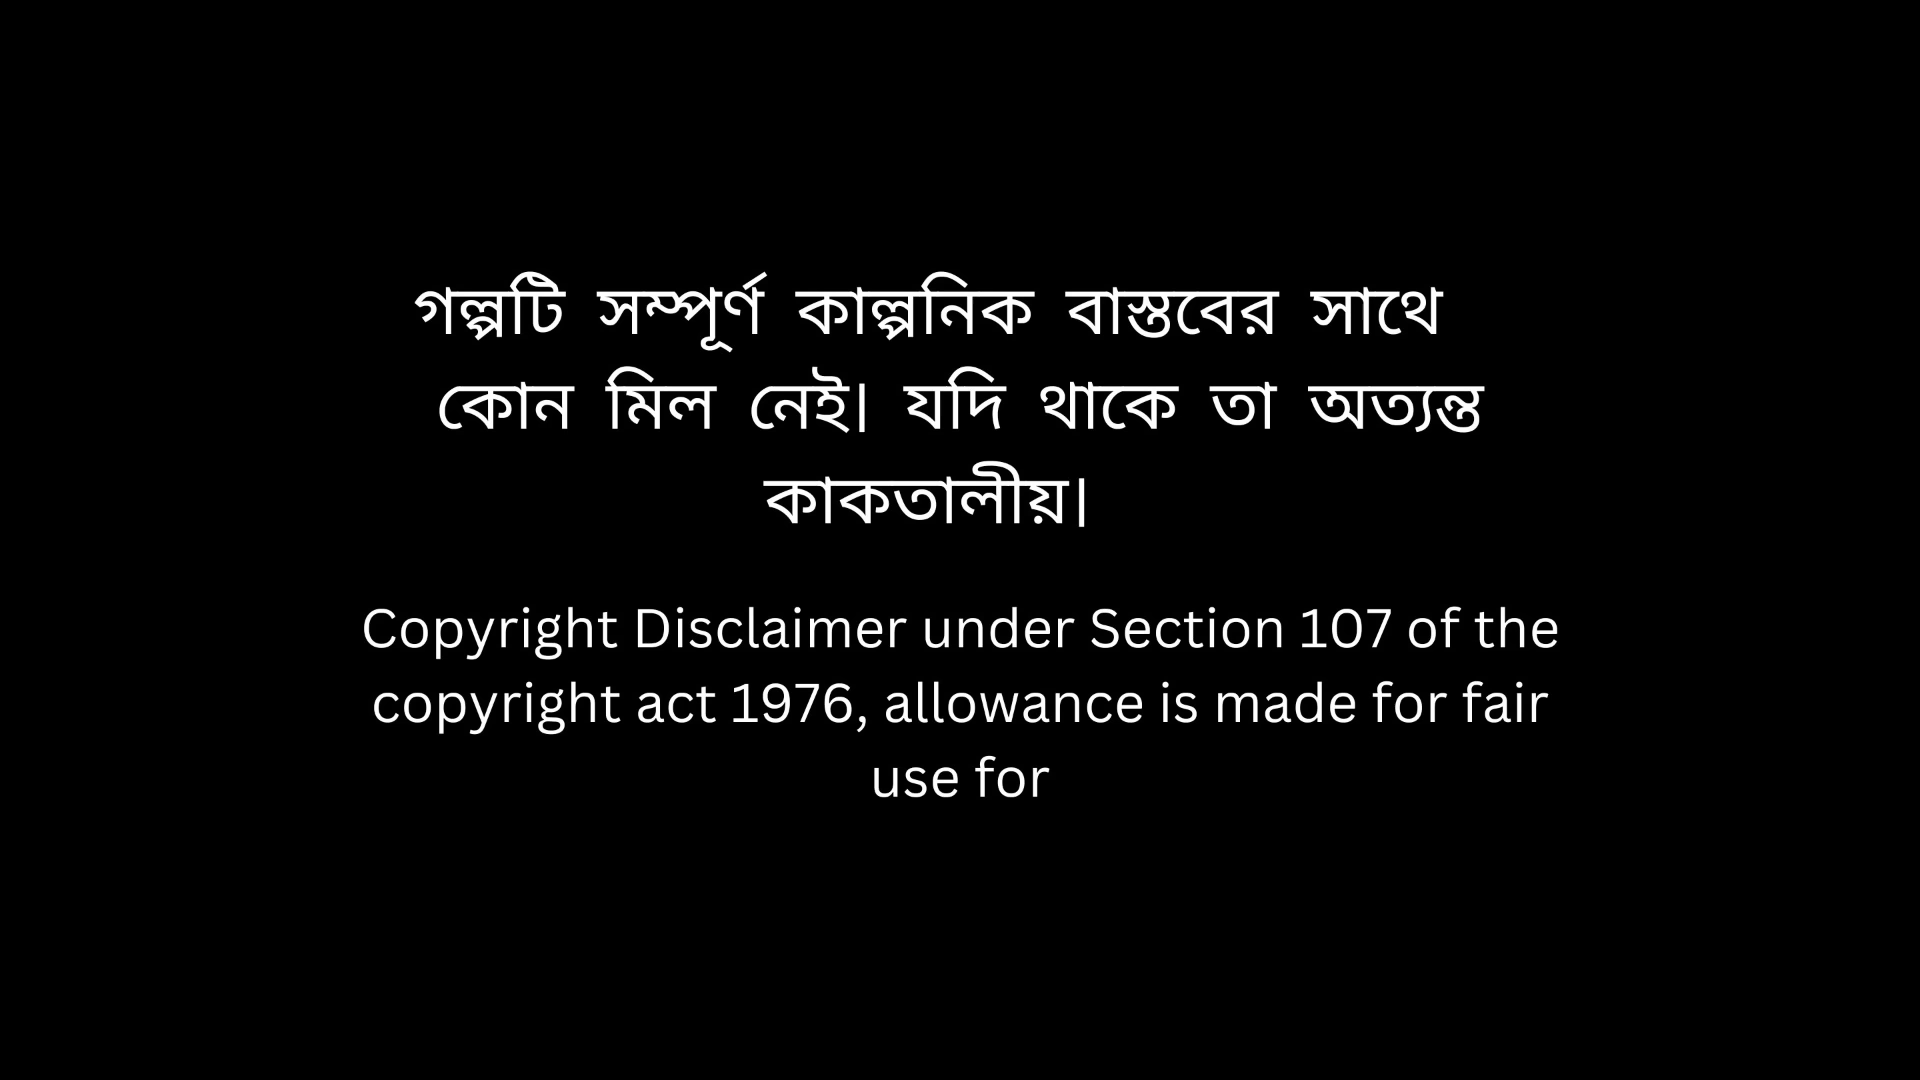 গল্পটি সম্পূর্ণ কাল্পনিক বাস্তবের সাথে
কোন মিল নেই। যদি থাকে তা অত্যন্ত
কাকতালীয়।
Copyright Disclaimer under Section 107 of the
copyright act 1976, allowance is made for fair
use for